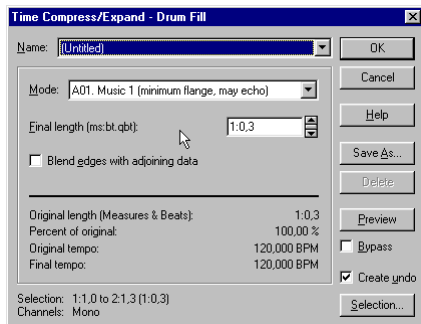 Time Compress/Expand - Drum Fill
Name: (Untitled)
OK
Cancel
Mode: A01. Music 1 (minimum flange, may echo)
Help
Final length (ms:bt.qbt): 1:0,3
Save As...
Blend edges with adjoining data
Delete
Original length (Measures & Beats): 1:0,3
Preview
Percent of original: 100,00 %
Original tempo: 120,000 BPM
Bypass
Final tempo: 120,000 BPM
Create undo
Selection: 1:1,0 to 2:1,3 (1:0,3)
Selection...
Channels: Mono